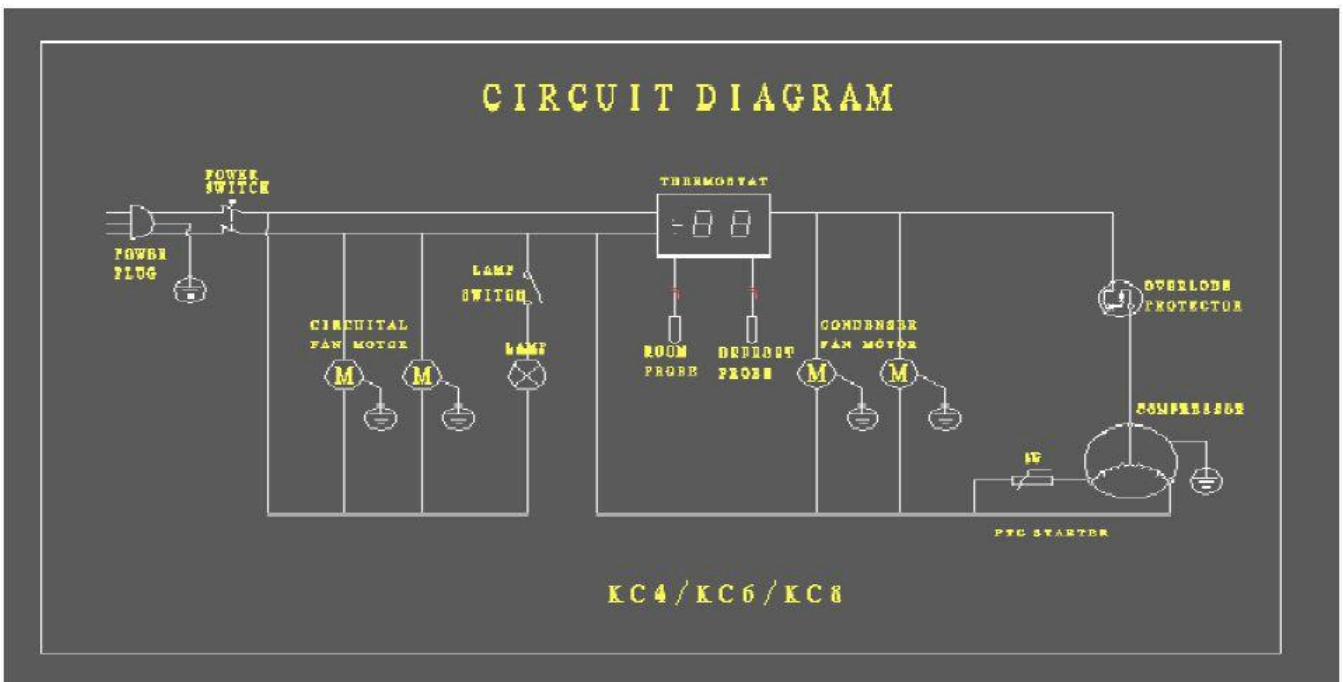 CIRCUIT DIAGRAM
POWER
SWITCH
THERMOSTAT
POWER
PLUG
LAMP
SWITCH
OVERLODE
PROTECTOR
CIRCUITAL
FAN MOTOR
LAMP
ROOM
PROBE
DEFROST
PROBE
CONDENSER
FAN MOTOR
M
M
M
M
COMPRESSOR
PTC STARTER
KC4/KC6/KC8